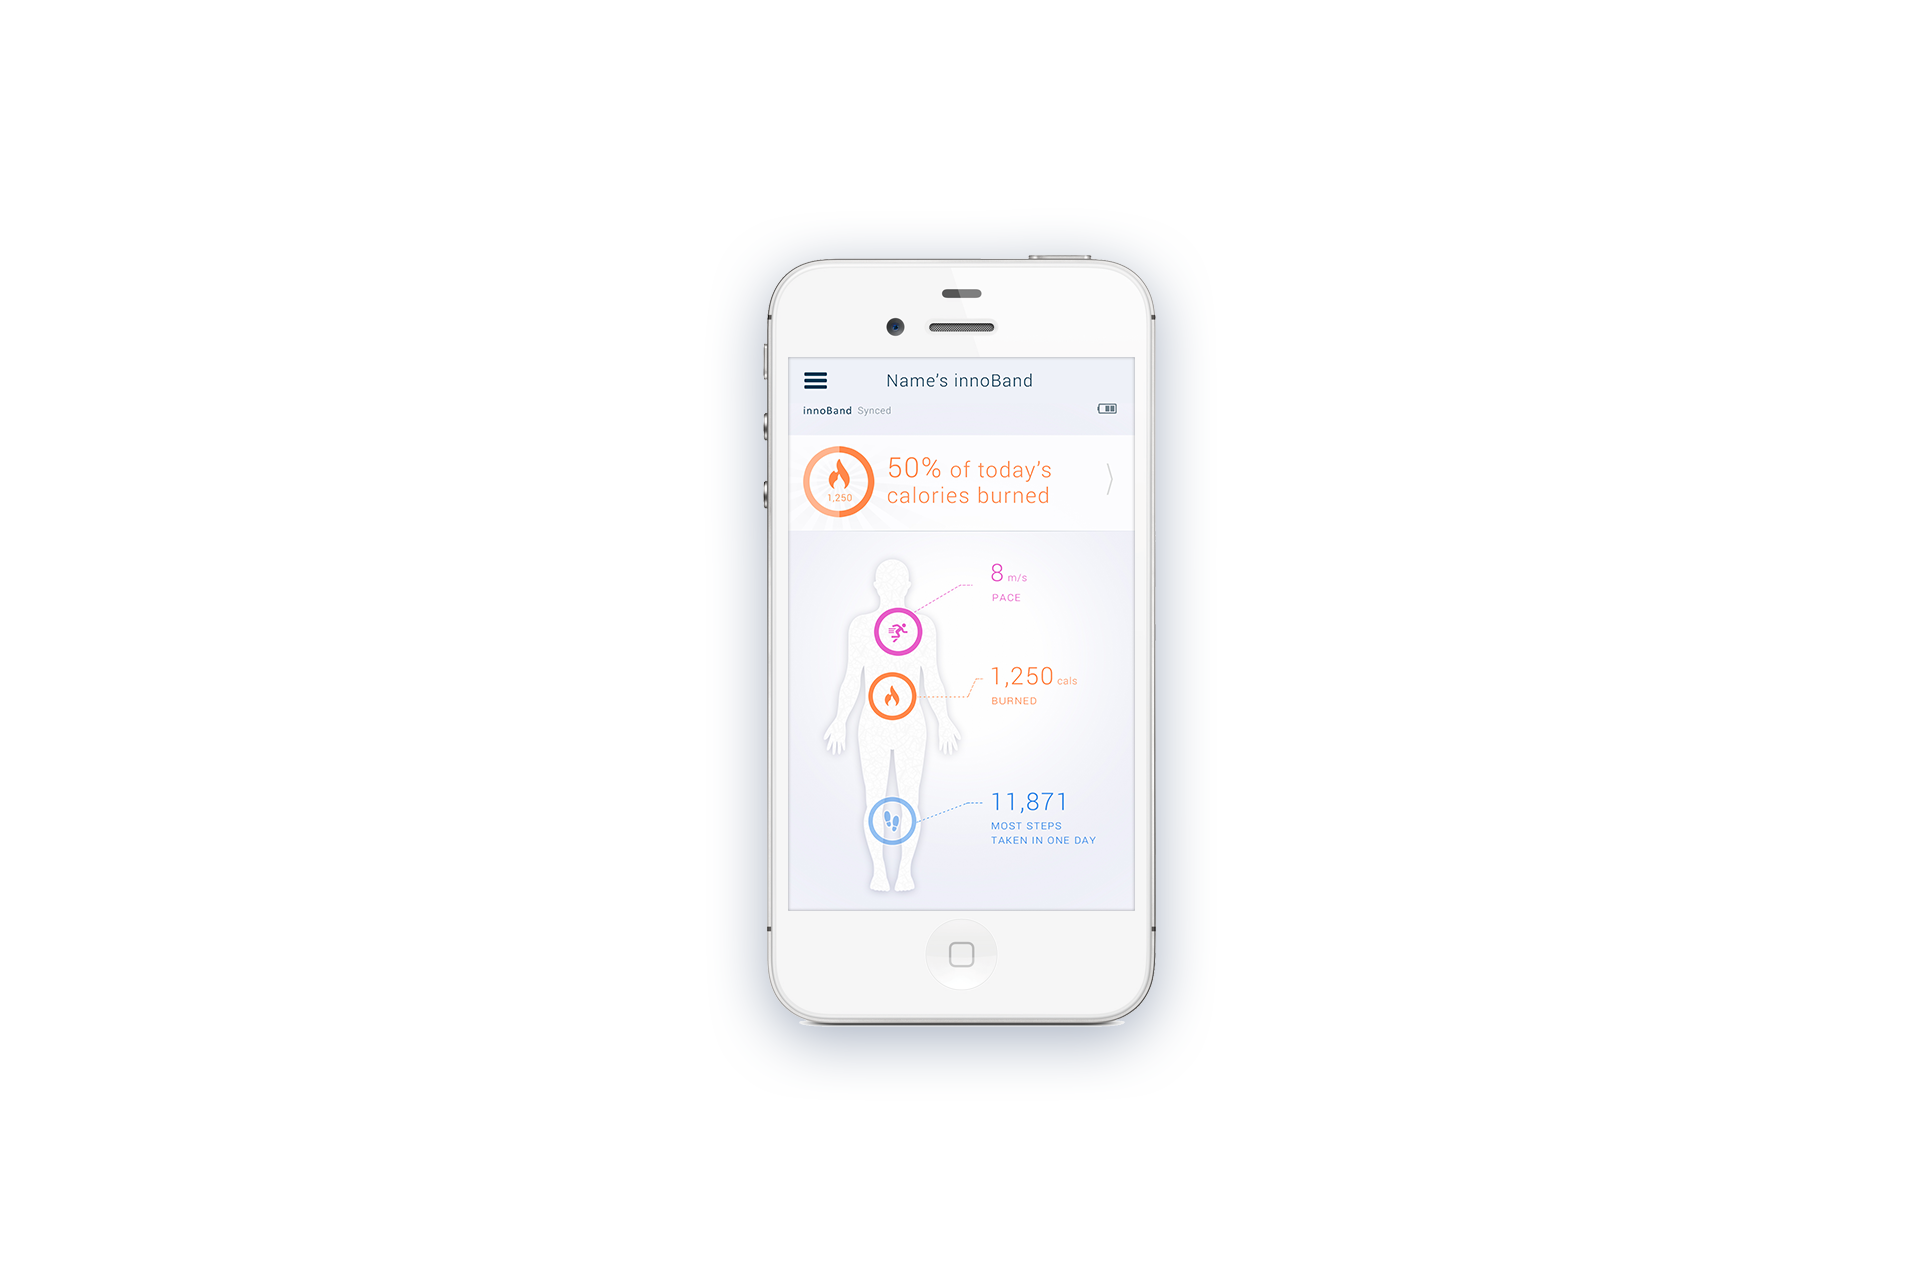 Name's innoBand
innoBand Synced
1,250
50% of today's
calories burned
8 m/s
PACE
1,250 cals
BURNED
11,871
MOST STEPS
TAKEN IN ONE DAY